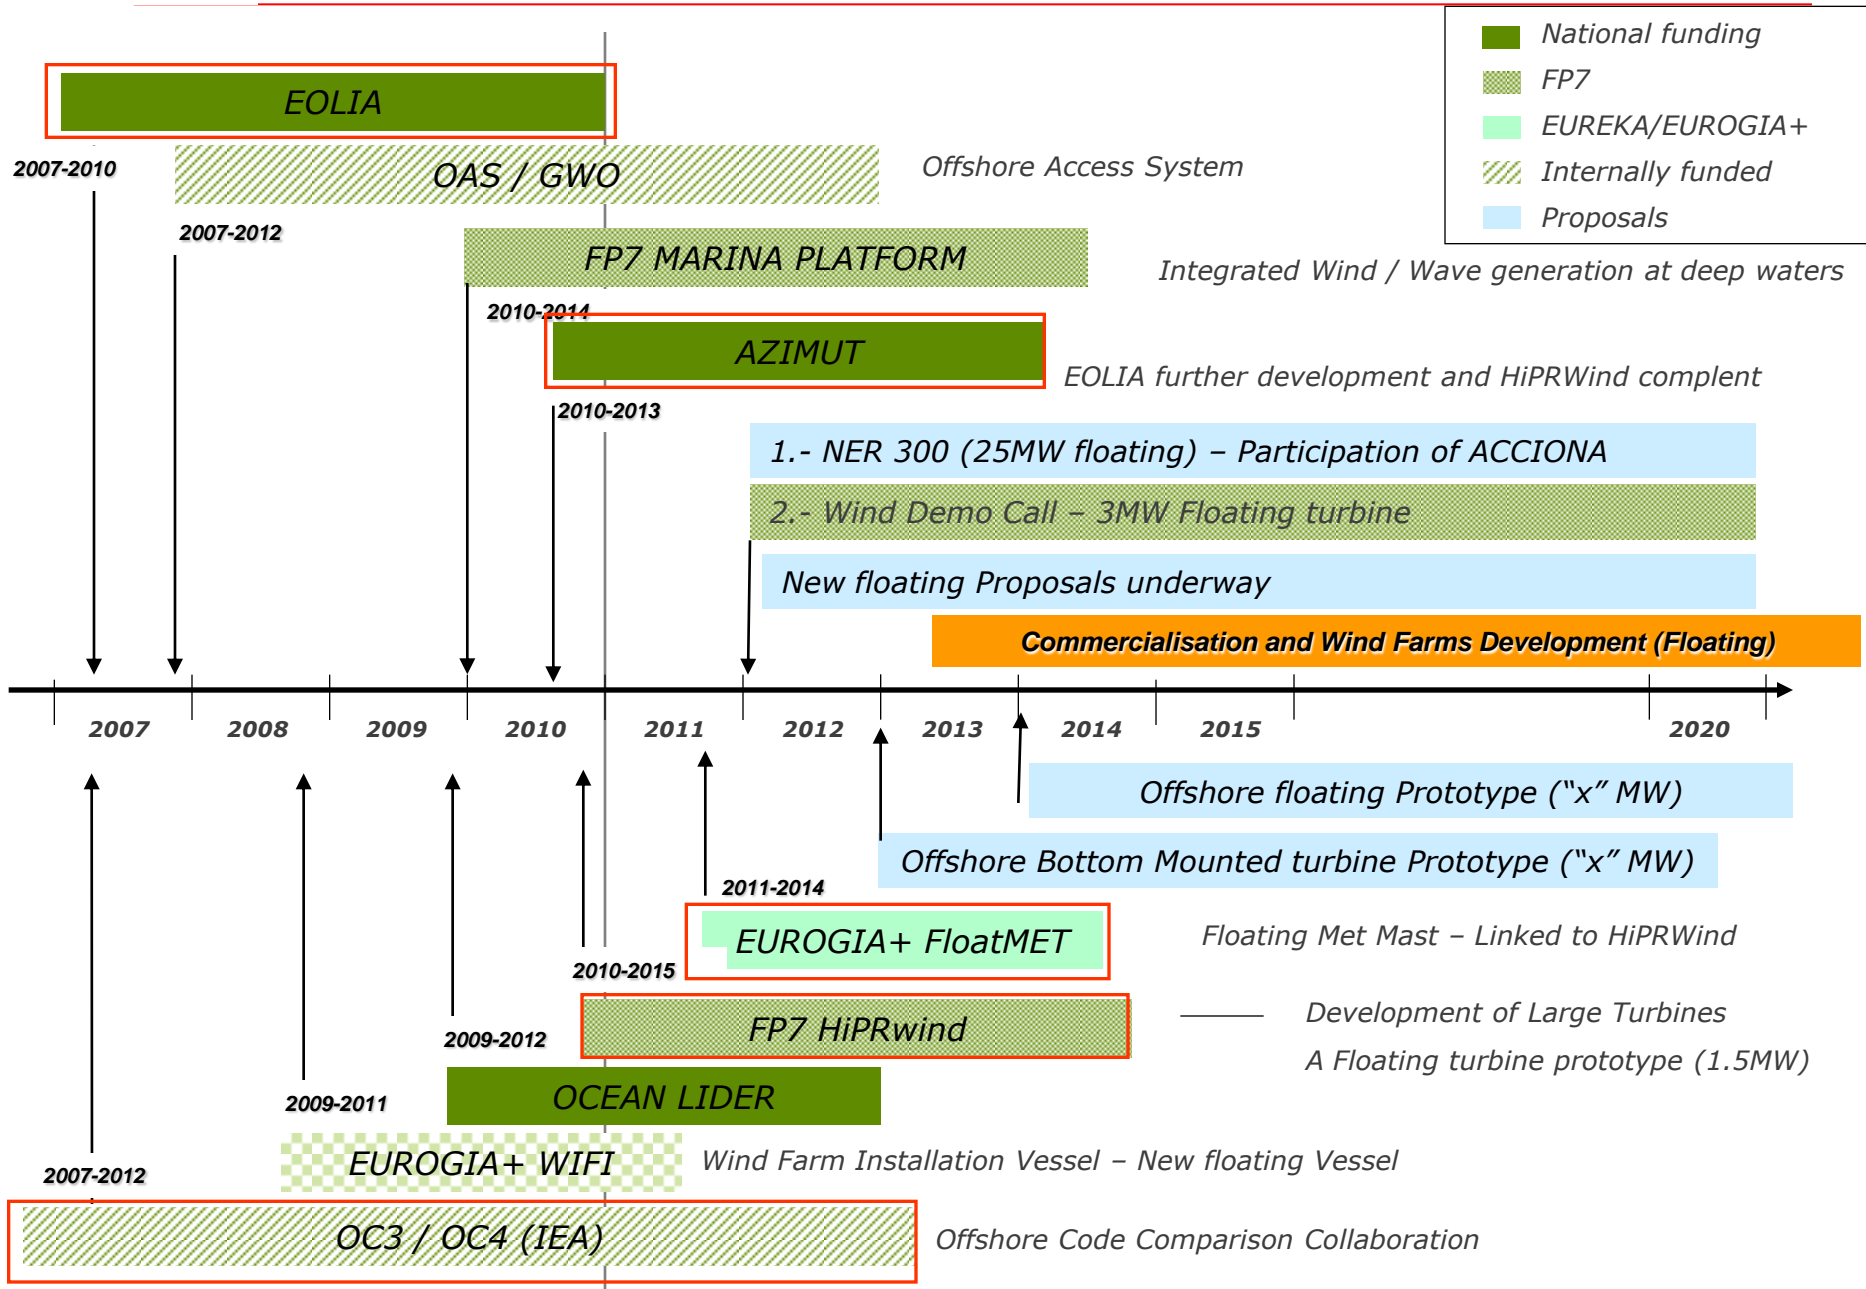 National funding
FP7
EUREKA/EUROGIA+
Internally funded
Proposals
EOLIA
2007-2010
OAS / GWO
Offshore Access System
2007-2012
FP7 MARINA PLATFORM
Integrated Wind / Wave generation at deep waters
2010-2014
AZIMUT
EOLIA further development and HiPRWind complent
2010-2013
1.- NER 300 (25MW floating) – Participation of ACCIONA
2.- Wind Demo Call – 3MW Floating turbine
New floating Proposals underway
Commercialisation and Wind Farms Development (Floating)
2007 2008 2009 2010 2011 2012 2013 2014 2015 2020
Offshore floating Prototype (“x” MW)
Offshore Bottom Mounted turbine Prototype (“x” MW)
2011-2014
EUROGIA+ FloatMET
Floating Met Mast – Linked to HiPRWind
2010-2015
FP7 HiPRwind
Development of Large Turbines
A Floating turbine prototype (1.5MW)
2009-2012
OCEAN LIDER
2009-2011
EUROGIA+ WIFI
Wind Farm Installation Vessel – New floating Vessel
2007-2012
OC3 / OC4 (IEA)
Offshore Code Comparison Collaboration